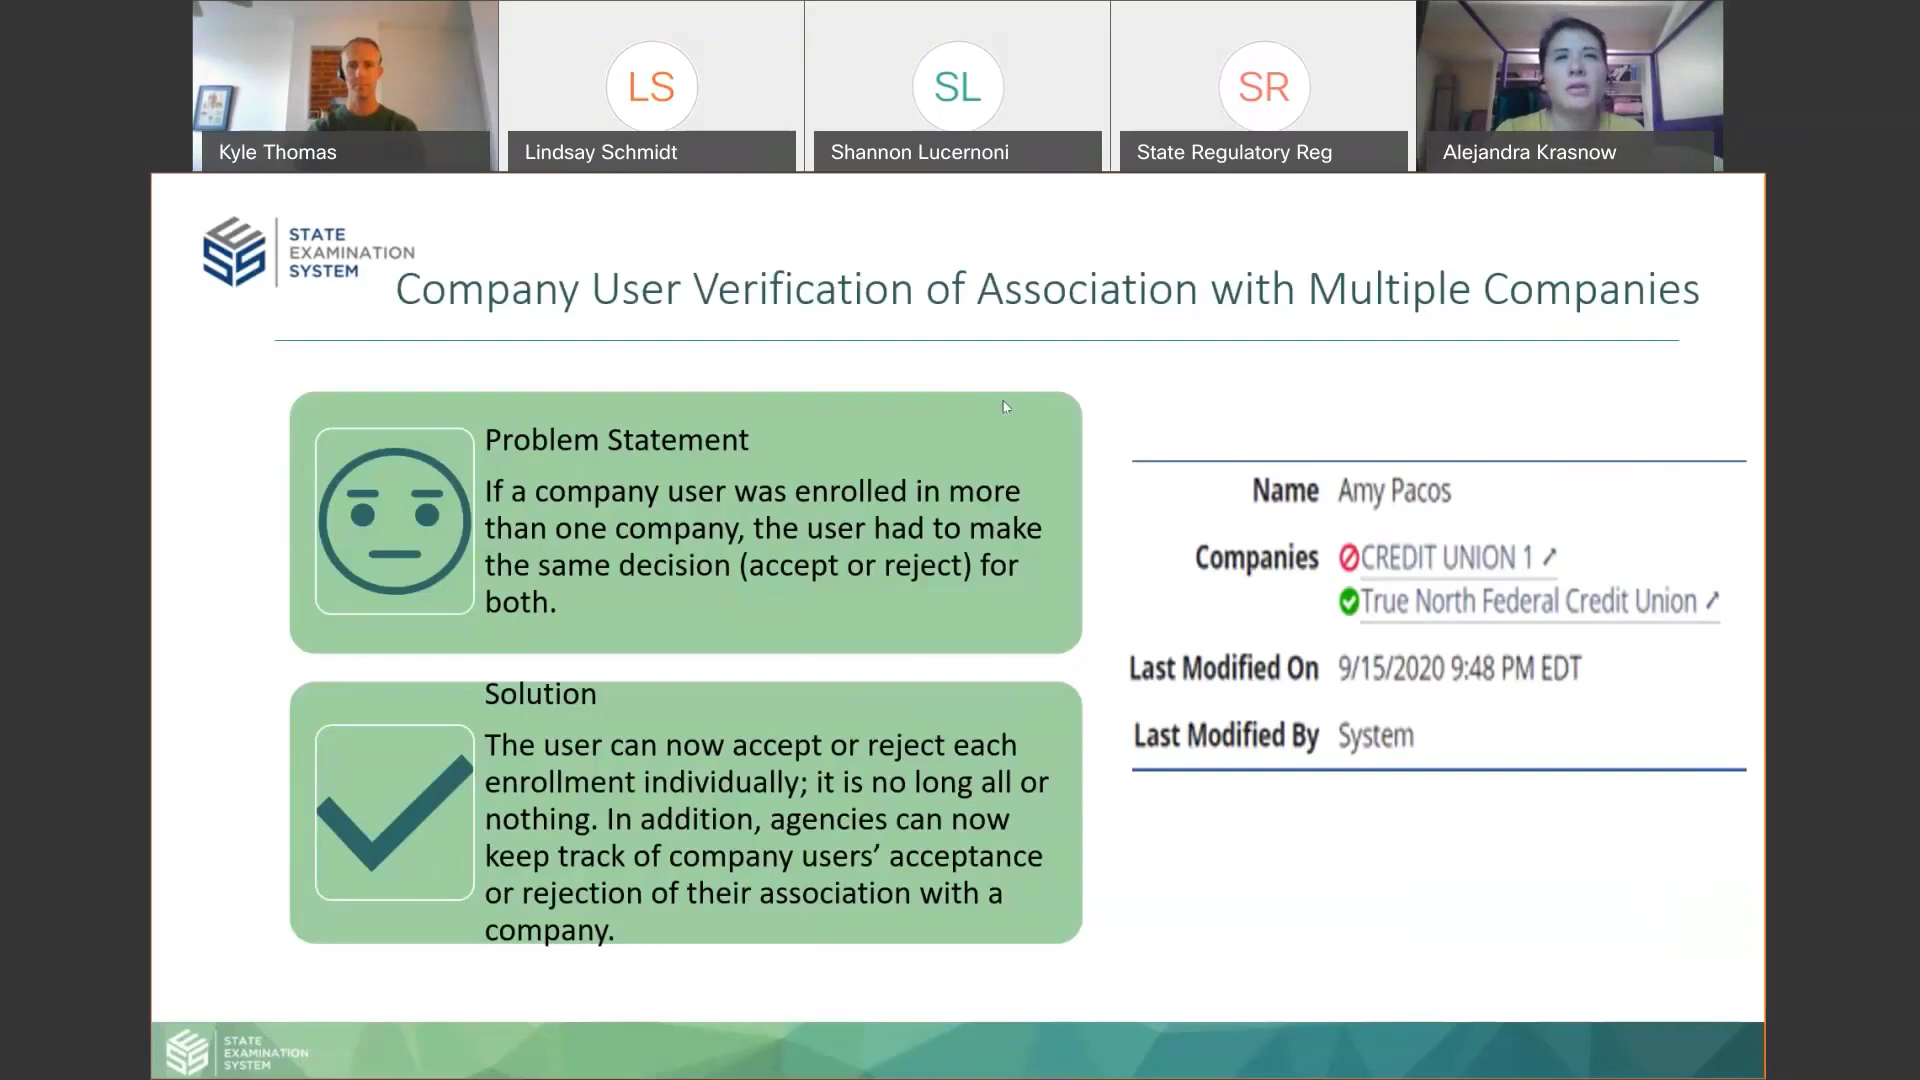 LS
SL
SR
Kyle Thomas
Lindsay Schmidt
Shannon Lucernoni
State Regulatory Reg
Alejandra Krasnow
STATE
EXAMINATION
SYSTEM
Company User Verification of Association with Multiple Companies
Problem Statement
If a company user was enrolled in more
than one company, the user had to make
the same decision (accept or reject) for
both.
Solution
The user can now accept or reject each
enrollment individually; it is no long all or
nothing. In addition, agencies can now
keep track of company users’ acceptance
or rejection of their association with a
company.
Name Amy Pacos
Companies CREDIT UNION 1
True North Federal Credit Union
Last Modified On 9/15/2020 9:48 PM EDT
Last Modified By System
STATE
EXAMINATION
SYSTEM